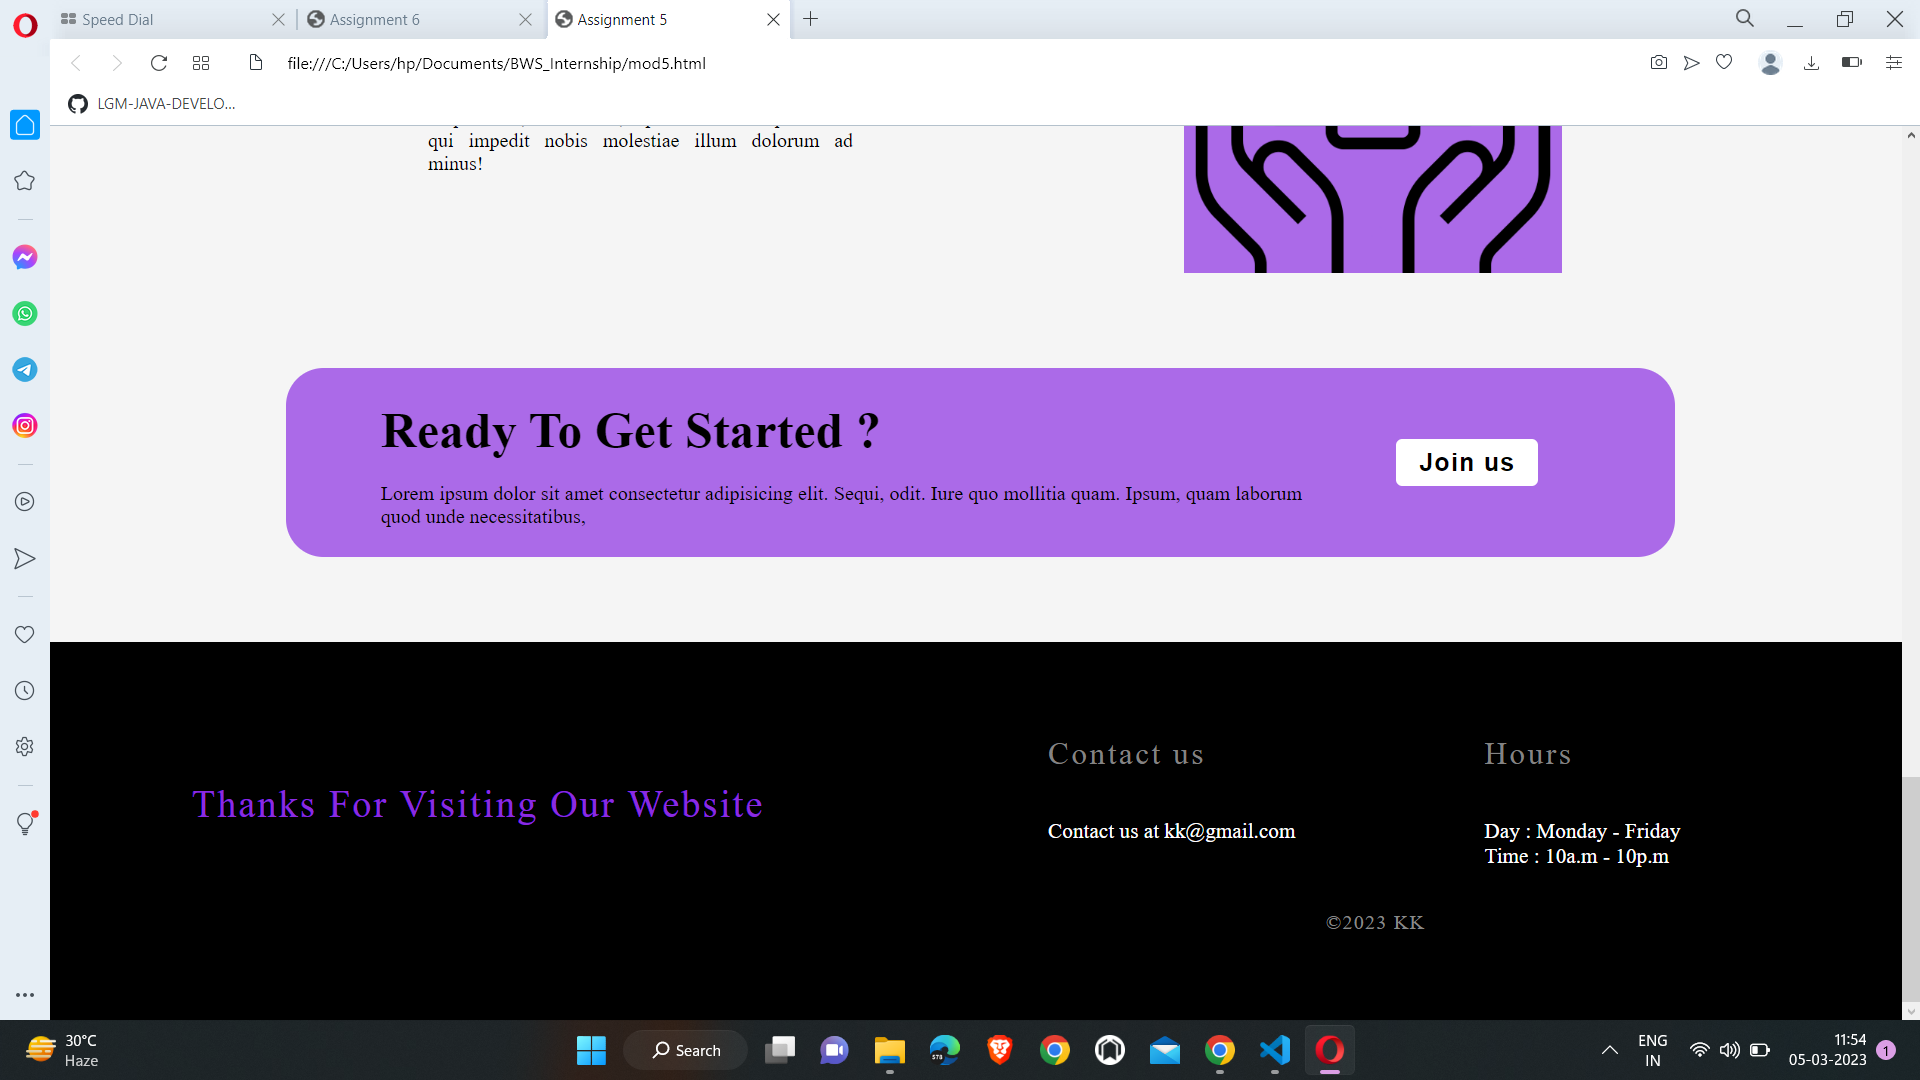 Speed Dial
Assignment 6
Assignment 5
file:///C:/Users/hp/Documents/BWS_Internship/mod5.html
LGM-JAVA-DEVELO...
qui impedit nobis molestiae illum dolorum ad
minus!
Ready To Get Started ?
Lorem ipsum dolor sit amet consectetur adipisicing elit. Sequi, odit. Iure quo mollitia quam. Ipsum, quam laborum
quod unde necessitatibus,
Join us
Thanks For Visiting Our Website
Contact us
Contact us at kk@gmail.com
Hours
Day : Monday - Friday
Time : 10a.m - 10p.m
©2023 KK
30°C
Haze
Search
ENG
IN
11:54
05-03-2023
1